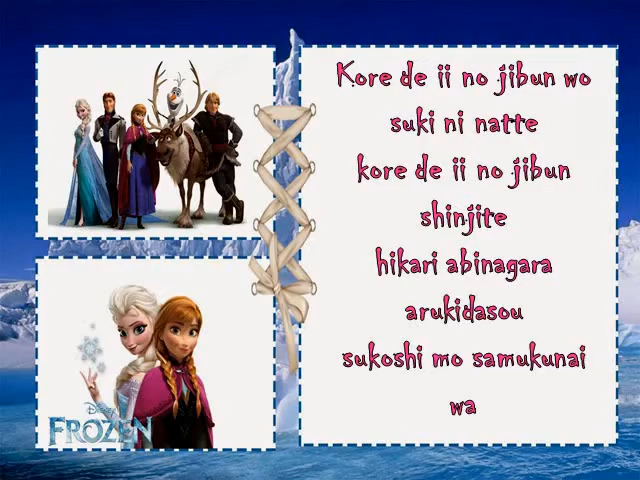 Kore de ii no jibun wo
suki ni natte
kore de ii no jibun
shinjite
hikari abinagara
arukidasou
sukoshi mo samukunai
wa
Disney
FROZEN